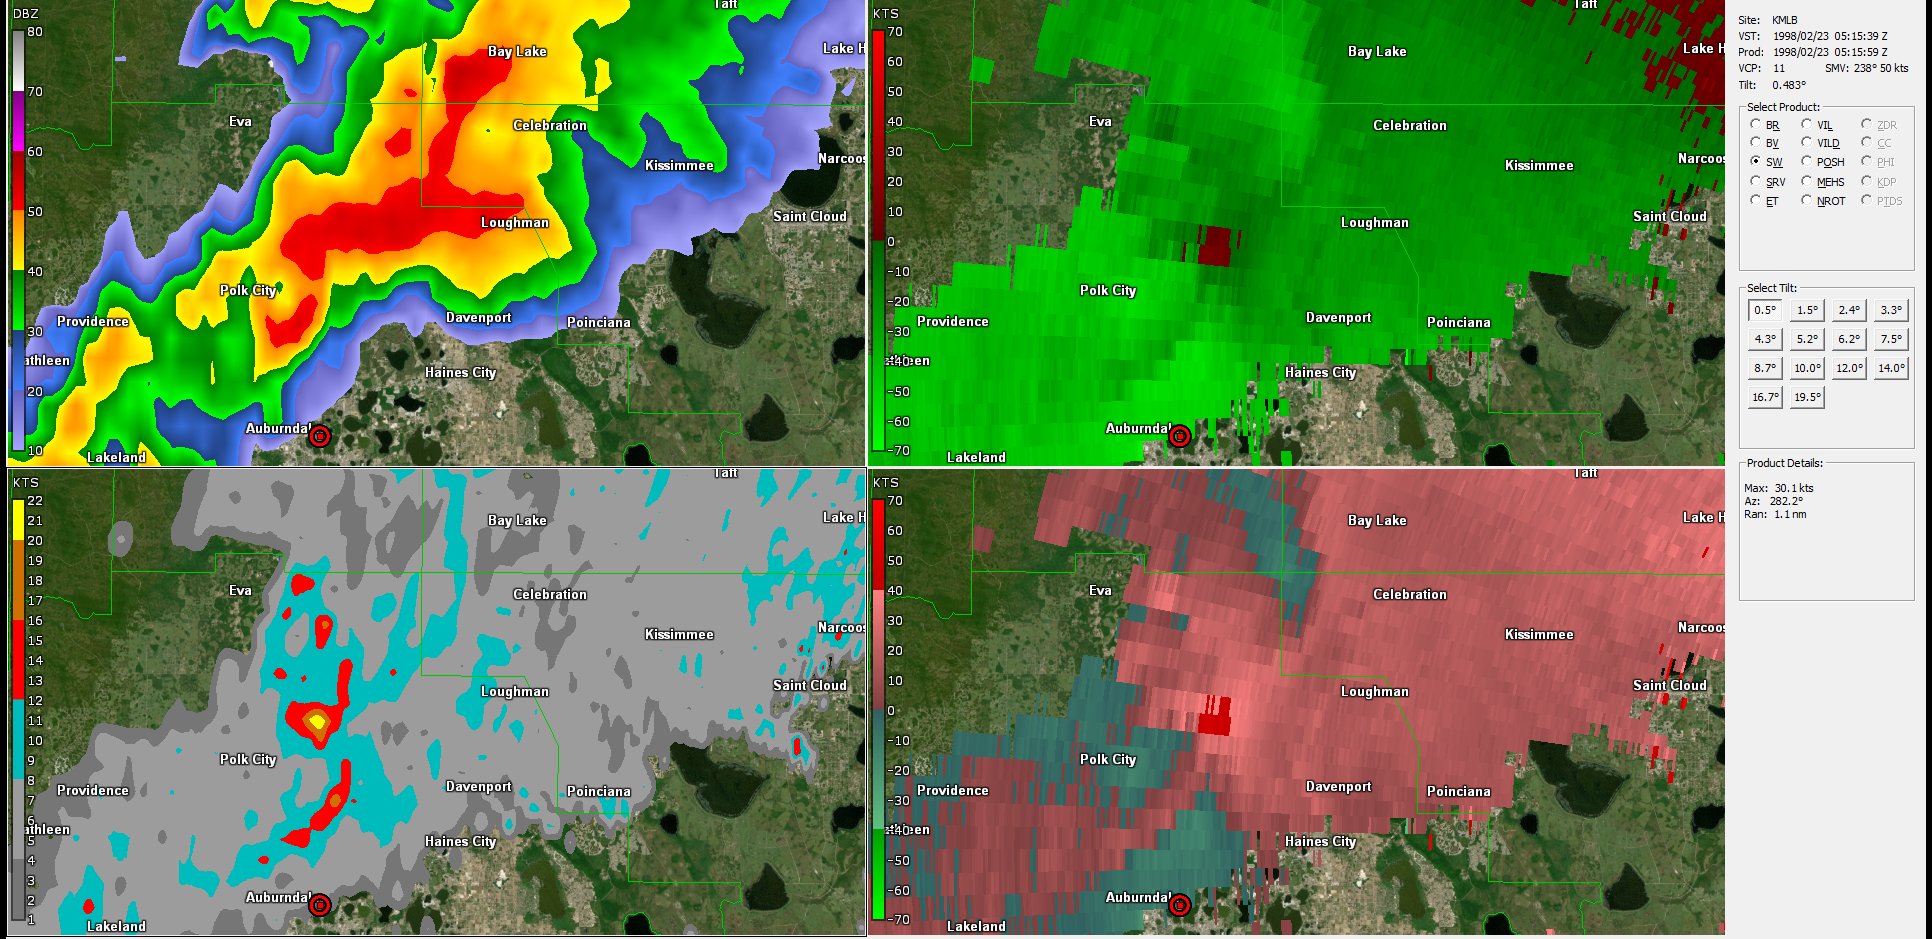 DBZ
80
70
60
50
40
30
20
10
Taft
Bay Lake
Lake H
Eva
Celebration
Kissimmee
Narcoos
Saint Cloud
Loughman
Polk City
Providence
Davenport
Poinciana
athleen
Haines City
Auburndal
Lakeland
KTS
70
60
50
40
30
20
10
0
-10
-20
-30
-40
-50
-60
-70
Taft
Bay Lake
Lake H
Eva
Celebration
Kissimmee
Narcoos
Saint Cloud
Loughman
Polk City
Providence
Davenport
Poinciana
athleen
Haines City
Auburndal
Lakeland
KTS
22
21
20
19
18
17
16
15
14
13
12
11
10
9
8
7
6
5
4
3
2
1
Taft
Bay Lake
Lake H
Eva
Celebration
Kissimmee
Narcoos
Saint Cloud
Loughman
Polk City
Providence
Davenport
Poinciana
athleen
Haines City
Auburndal
Lakeland
KTS
70
60
50
40
30
20
10
0
-10
-20
-30
-40
-50
-60
-70
Taft
Bay Lake
Lake H
Eva
Celebration
Kissimmee
Narcoos
Saint Cloud
Loughman
Polk City
Providence
Davenport
Poinciana
athleen
Haines City
Auburndal
Lakeland
Site: KMLB
VST: 1998/02/23 05:15:39 Z
Prod: 1998/02/23 05:15:59 Z
VCP: 11 SMV: 238° 50 kts
Tilt: 0.483°
Select Product:
BR VIL ZDR
BV VILD CC
SW POSH PHI
SRV MEHS KDP
ET NROT PTDS
Select Tilt:
0.5° 1.5° 2.4° 3.3°
4.3° 5.2° 6.2° 7.5°
8.7° 10.0° 12.0° 14.0°
16.7° 19.5°
Product Details:
Max: 30.1 kts
Az: 282.2°
Ran: 1.1 nm